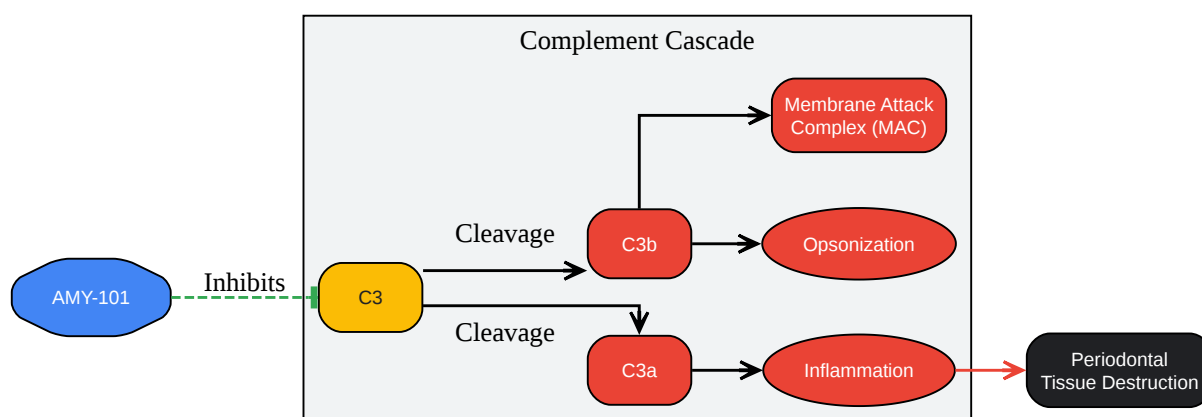 Complement Cascade
Membrane Attack
Complex (MAC)
Cleavage
C3b
Opsonization
AMY-101
Inhibits
C3
Cleavage
C3a
Inflammation
Periodontal
Tissue Destruction